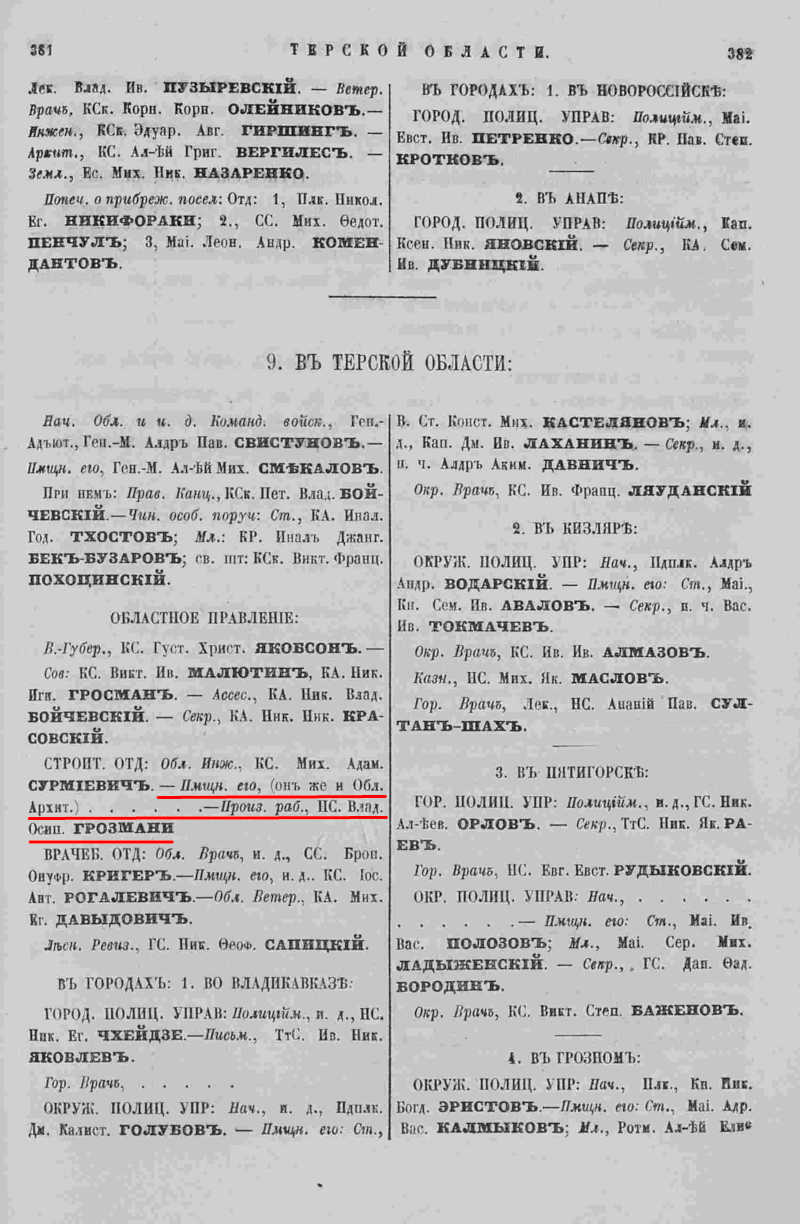 381
ТЕРСКОЙ ОБЛАСТИ.
382
Лек. Влад. Ив. ПУЗЫРЕВСКІЙ. — Ветер.
Врачъ, КСк. Корн. Корн. ОЛЕЙНИКОВЪ.—
Инжен., КСк. Эдуар. Авг. ГИРШИНГЪ. —
Архит., КС. Ал-ѣй Григ. ВЕРГИЛЕСЪ. —
Земл., Ес. Мих. Ник. НАЗАРЕНКО.
Попеч. о прибреж. посел: Отд: 1, Плк. Никол.
Ег. НИКИФОРАКИ; 2., СС. Мих. Ѳедот.
ПЕНЧУЛЪ; 3, Маі. Леон. Андр. КОМЕН-
ДАНТОВЪ.
ВЪ ГОРОДАХЪ: 1. ВЪ НОВОРОССІЙСКѢ:
ГОРОД. ПОЛИЦ. УПРАВ: Полиційм., Маі.
Евст. Ив. ПЕТРЕНКО.—Секр., КР. Пав. Степ.
КРОТКОВЪ.
2. ВЪ АНАПѢ:
ГОРОД. ПОЛИЦ. УПРАВ: Полиційм., Кап.
Ксен. Ник. ЯНОВСКІЙ. — Секр., КА. Сем.
Ив. ДУБНИЦКІЙ.
9. ВЪ ТЕРСКОЙ ОБЛАСТИ:
Нач. Обл. и и. д. Команд. войск., Ген.-
Адъют., Ген.-М. Алдръ Пав. СВИСТУНОВЪ.—
Пмщн. его, Ген.-М. Ал-ѣй Мих. СМѢКАЛОВЪ.
При немъ: Прав. Канц., КСк. Пет. Влад. БОЙ-
ЧЕВСКІЙ.—Чин. особ. поруч: Ст., КА. Инал.
Год. ТХОСТОВЪ; Мл.: КР. Иналъ Джанг.
БЕКЪ-БУЗАРОВЪ; св. шт: КСк. Викт. Франц.
ПОХОЦИНСКІЙ.
ОБЛАСТНОЕ ПРАВЛЕНІЕ:
В.-Губер., КС. Густ. Христ. ЯКОБСОНЪ. —
Сов: КС. Викт. Ив. МАЛЮТИНЪ, КА. Ник.
Игн. ГРОСМАНЪ. — Ассес., КА. Ник. Влад.
БОЙЧЕВСКІЙ. — Секр., КА. Ник. Ник. КРА-
СОВСКІЙ.
СТРОИТ. ОТД: Обл. Инж., КС. Мих. Адам.
СУРМІЕВИЧЪ. — Пмщн. его, (онъ же и Обл.
Архит.) . . . . . .—Произ. раб., НС. Влад.
Осип. ГРОЗМАНИ
ВРАЧЕБ. ОТД: Обл. Врачъ, и. д., СС. Брон.
Онуфр. КРИГЕРЪ.—Пмщн. его, и. д.. КС. Іос.
Ант. РОГАЛЕВИЧЪ.—Обл. Ветер., КА. Мих.
Ег. ДАВЫДОВИЧЪ.
Лѣсн. Ревиз., ГС. Ник. Ѳеоф. САПИЦКІЙ.
ВЪ ГОРОДАХЪ: 1. ВО ВЛАДИКАВКАЗѢ:
ГОРОД. ПОЛИЦ. УПРАВ: Полиційм., и. д., НС.
Ник. Ег. ЧХЕЙДЗЕ.—Письм., ТтС. Ив. Ник.
ЯКОВЛЕВЪ.
Гор. Врачъ, . . . . .
ОКРУЖ. ПОЛИЦ. УПР: Нач., и. д., Пдплк.
Дм. Калист. ГОЛУБОВЪ. — Пмщн. его: Ст.,
В. Ст. Конст. Мих. КАСТЕЛЯНОВЪ; Мл., и.
д., Кап. Дм. Ив. ЛАХАНИНЪ. — Секр., и. д.,
н. ч. Алдръ Аким. ДАВНИЧЪ.
Окр. Врачъ, КС. Ив. Франц. ЛЯУДАНСКІЙ
2. ВЪ КИЗЛЯРѢ:
ОКРУЖ. ПОЛИЦ. УПР: Нач., Пдплк. Алдръ
Андр. ВОДАРСКІЙ. — Пмщн. его: Ст., Маі.,
Кн. Сем. Ив. АВАЛОВЪ. — Секр., н. ч. Вас.
Ив. ТОКМАЧЕВЪ.
Окр. Врачъ, КС. Ив. Ив. АЛМАЗОВЪ.
Казн., НС. Мих. Як. МАСЛОВЪ.
Гор. Врачъ, Лек., НС. Ананій Пав. СУЛ-
ТАНЪ-ШАХЪ.
3. ВЪ ПЯТИГОРСКѢ:
ГОР. ПОЛИЦ. УПР: Полиційм., и. д., ГС. Ник.
Ал-ѣев. ОРЛОВЪ. — Секр., ТтС. Ник. Як. РА-
ЕВЪ.
Гор. Врачъ, НС. Евг. Евст. РУДЫКОВСКІЙ.
ОКР. ПОЛИЦ. УПРАВ: Нач., . . . . . .
. . . . . . .— Пмщн. его: Ст., Маі. Ив.
Вас. ПОЛОЗОВЪ; Мл., Маі. Сер. Мих.
ЛАДЫЖЕНСКІЙ. — Секр., ГС. Дан. Ѳад.
БОРОДИНЪ.
Окр. Врачъ, КС. Викт. Степ. БАЖЕНОВЪ.
4. ВЪ ГРОЗНОМЪ:
ОКРУЖ. ПОЛИЦ. УПР: Нач., Плк., Кн. Ник.
Богд. ЭРИСТОВЪ.—Пмщн. его: Ст., Маі. Адр.
Вас. КАЛМЫКОВЪ; Мл., Ротм. Ал-ѣй Елис